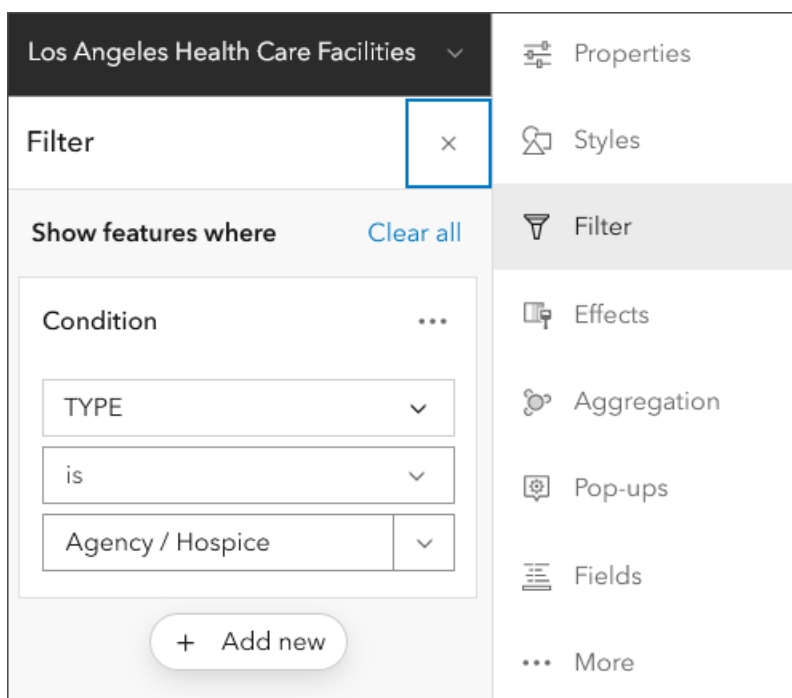 Los Angeles Health Care Facilities
Filter
Show features where
Clear all
Condition
TYPE
is
Agency / Hospice
+ Add new
Properties
Styles
Filter
Effects
Aggregation
Pop-ups
Fields
More